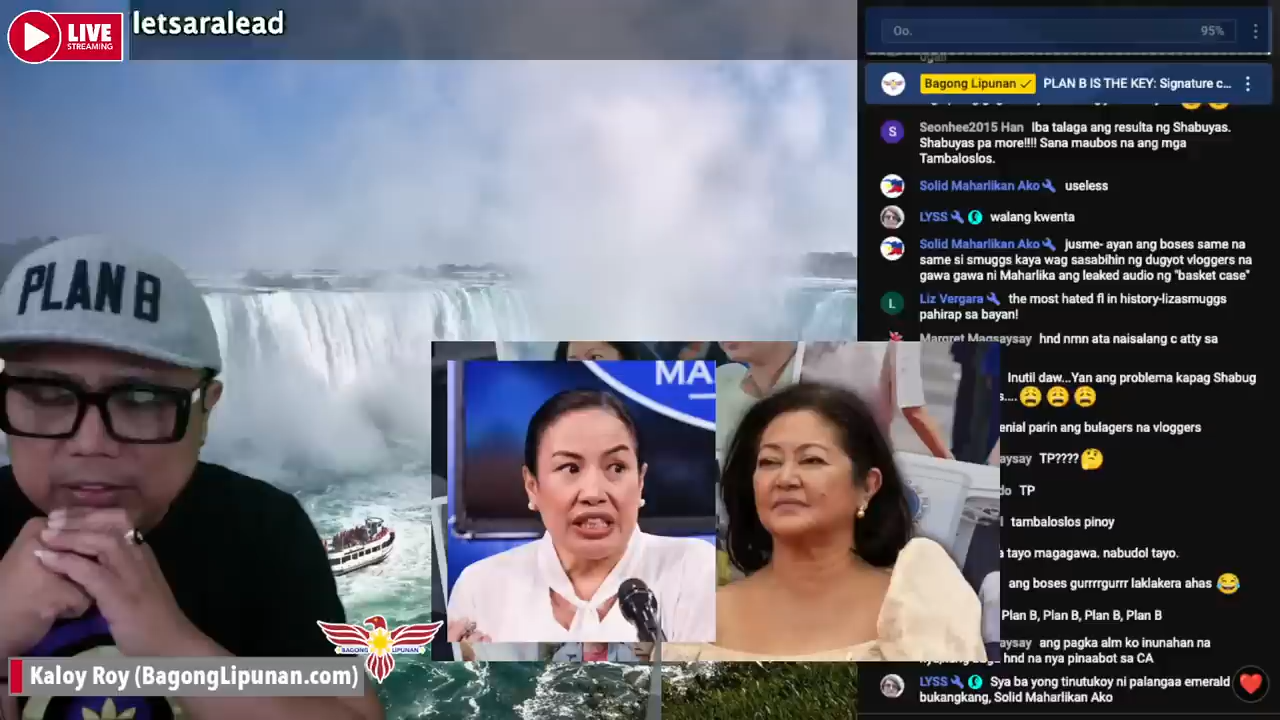 LIVE
STREAMING
letsaralead
Oo.
95%
Bagong Lipunan
PLAN B IS THE KEY: Signature c...
Seonhee2015 Han Iba talaga ang resulta ng Shabuyas.
Shabuyas pa more!!!! Sana maubos na ang mga
Tambaloslos.
Solid Maharlikan Ako useless
LYSS walang kwenta
Solid Maharlikan Ako jusme- ayan ang boses same na
same si smuggs kaya wag sasabihin ng dugyot vloggers na
gawa gawa ni Maharlika ang leaked audio ng "basket case"
L
Liz Vergara the most hated fl in history-lizasmuggs
pahirap sa bayan!
S
Margret Magsaysay hnd nmn ata naisalang c atty sa
Inutil daw...Yan ang problema kapag Shabug
s.... 😩😩😩
enial parin ang bulagers na vloggers
aysay TP????🤔
do TP
tambaloslos pinoy
a tayo magagawa. nabudol tayo.
ang boses gurrrrgurrr laklakera ahas 😂
Plan B, Plan B, Plan B, Plan B
aysay ang pagka alm ko inunahan na
hnd na nya pinaabot sa CA
LYSS Sya ba yong tinutukoy ni palangaa emerald
bukangkang, Solid Maharlikan Ako
PLAN B
MA
BAGONG LIPUNAN
Kaloy Roy (BagongLipunan.com)